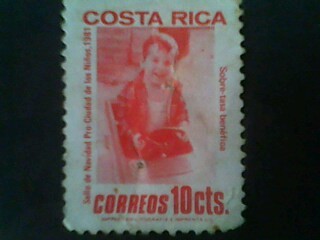 COSTA RICA
Sello de Navidad Pro-Ciudad de los Niños, 1981
Sobre-tasa benéfica
CORREOS 10cts.